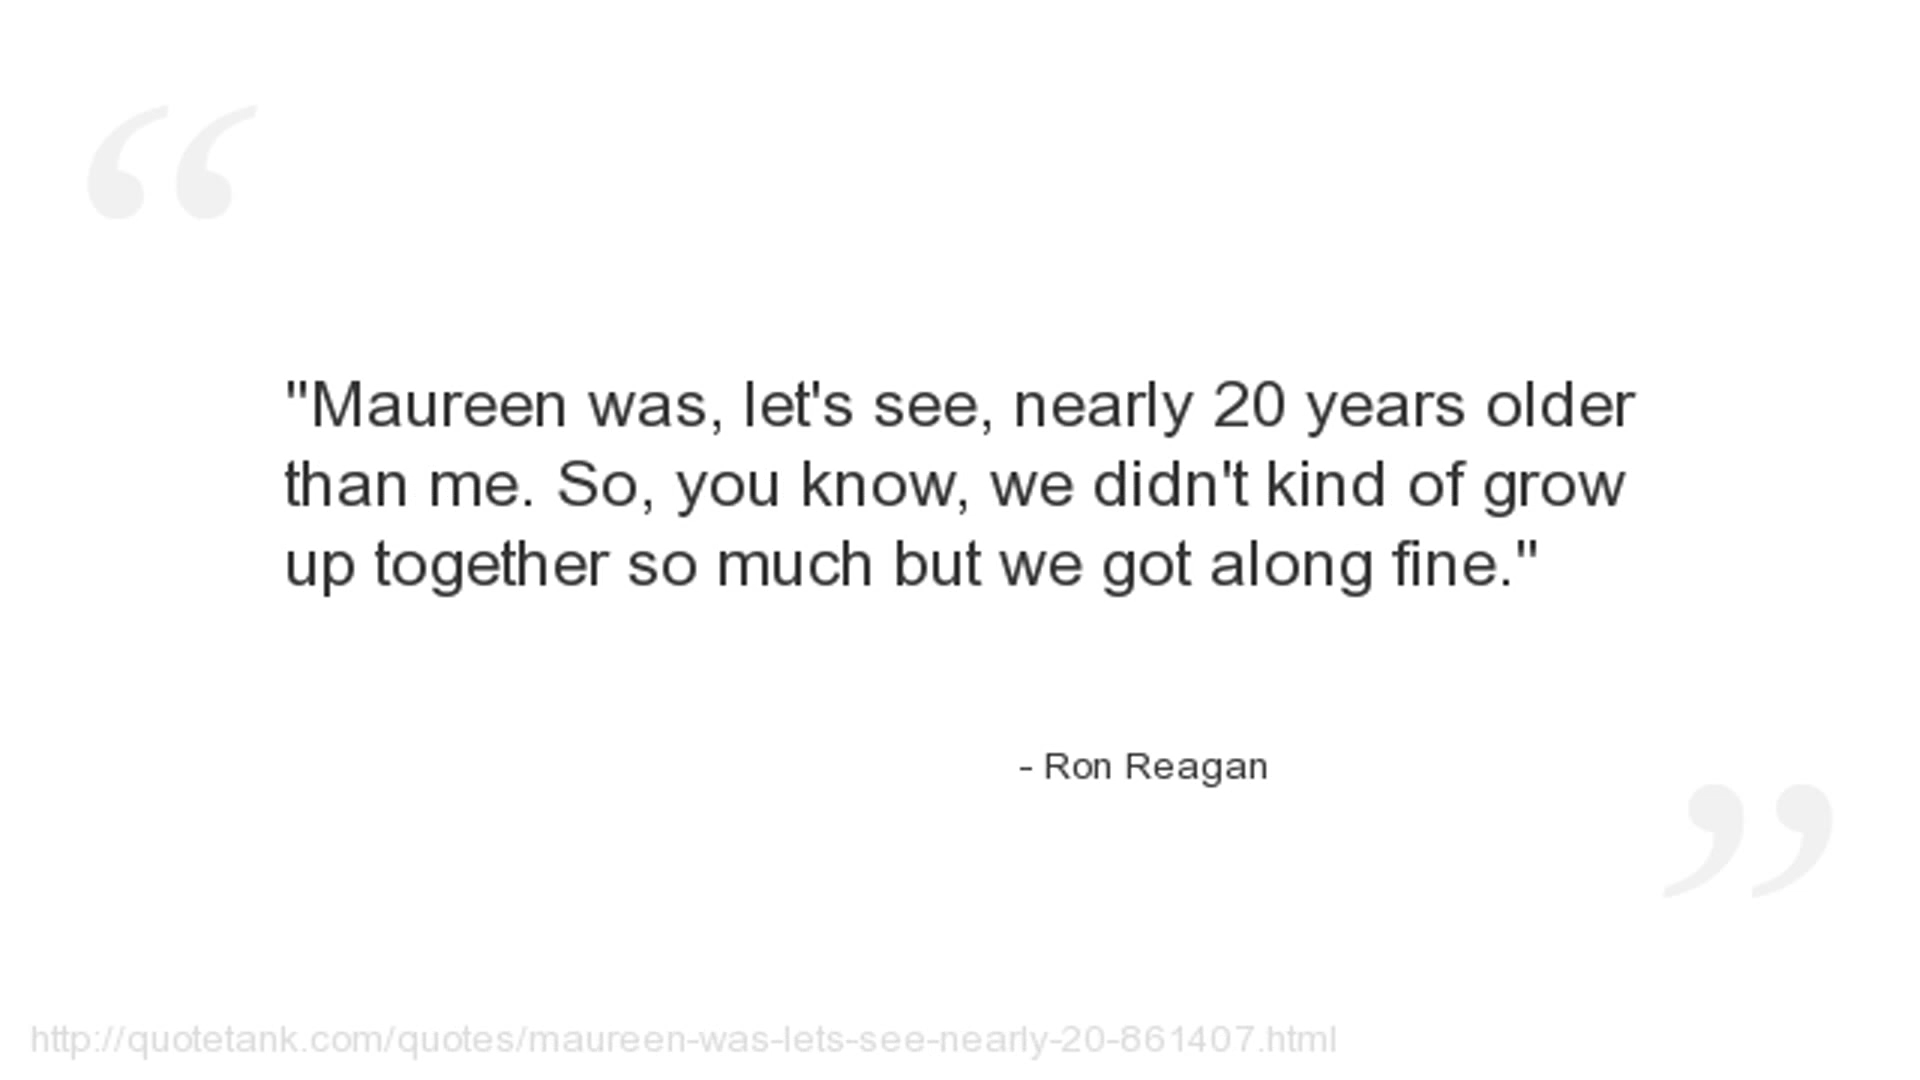 "Maureen was, let's see, nearly 20 years older
than me. So, you know, we didn't kind of grow
up together so much but we got along fine."
- Ron Reagan
http://quotetank.com/quotes/maureen-was-lets-see-nearly-20-861407.html